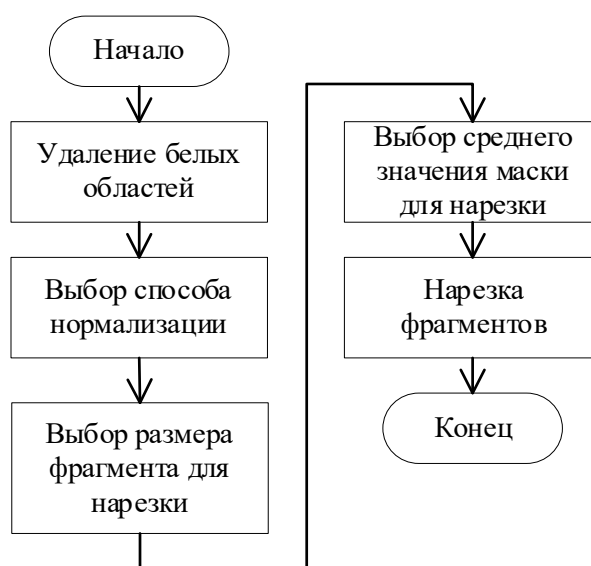 Начало
Удаление белых
областей
Выбор способа
нормализации
Выбор размера
фрагмента для
нарезки
Выбор среднего
значения маски
для нарезки
Нарезка
фрагментов
Конец